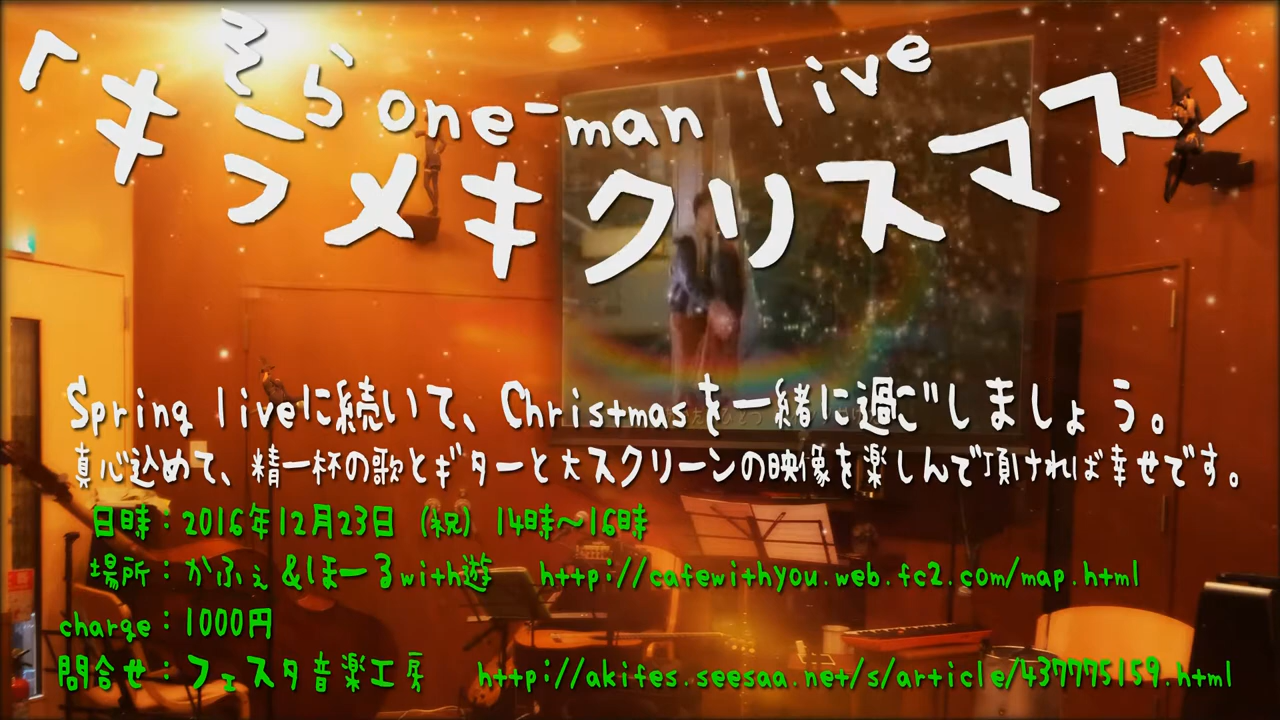 そら one-man live
「キラメキクリスマス」
Spring liveに続いて、Christmasを一緒に過ごしましょう。
真心込めて、精一杯の歌とギターと大スクリーンの映像を楽しんで頂ければ幸せです。
日時：2016年12月23日（祝）14時～16時
場所：かふぇ&ほーるwith遊 http://cafewithyou.web.fc2.com/map.html
charge：1000円
問合せ：フェスタ音楽工房 http://akifes.seesaa.net/s/article/437775159.html